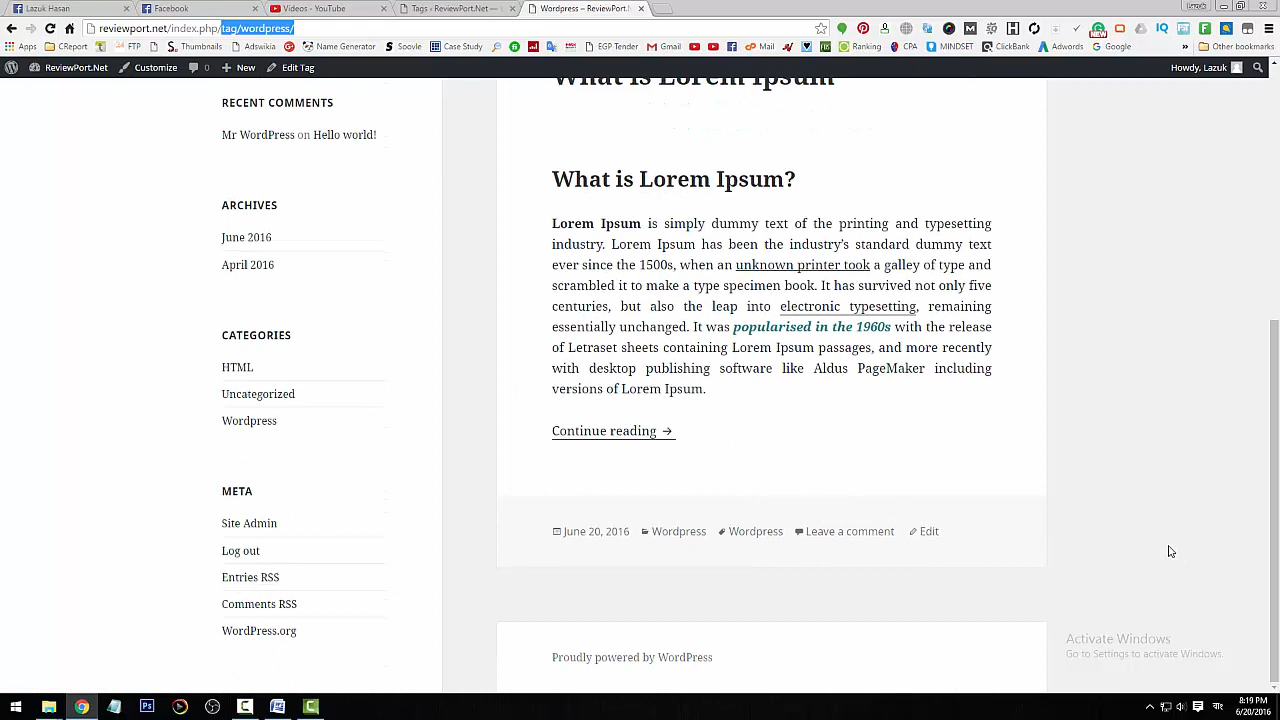 Lazuk Hasan
Facebook
Videos - YouTube
Tags ‹ ReviewPort.Net —
Wordpress – ReviewPort.
reviewport.net/index.php/tag/wordpress/
Apps
CReport
Thumbnails
Adswikia
Name Generator
Soovle
Case Study
EGP Tender
Gmail
Mail
Ranking
CPA
MINDSET
ClickBank
Adwords
Google
»
Other bookmarks
ReviewPort.Net
Customize
0
New
Edit Tag
Howdy, Lazuk
RECENT COMMENTS
Mr WordPress on Hello world!
ARCHIVES
June 2016
April 2016
CATEGORIES
HTML
Uncategorized
Wordpress
META
Site Admin
Log out
Entries RSS
Comments RSS
WordPress.org
What is Lorem Ipsum
What is Lorem Ipsum?
Lorem Ipsum is simply dummy text of the printing and typesetting
industry. Lorem Ipsum has been the industry's standard dummy text
ever since the 1500s, when an unknown printer took a galley of type and
scrambled it to make a type specimen book. It has survived not only five
centuries, but also the leap into electronic typesetting, remaining
essentially unchanged. It was popularised in the 1960s with the release
of Letraset sheets containing Lorem Ipsum passages, and more recently
with desktop publishing software like Aldus PageMaker including
versions of Lorem Ipsum.
Continue reading →
June 20, 2016 Wordpress Wordpress Leave a comment Edit
Proudly powered by WordPress
Activate Windows
Go to Settings to activate Windows.
8:19 PM
6/20/2016